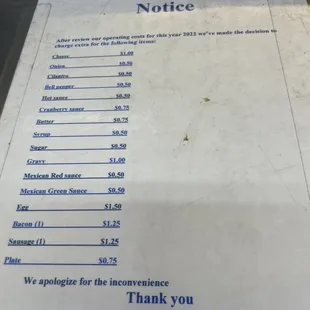 Notice
After review our operating costs for this year 2022 we've made the decision to
charge extra for the following items:
Cheese $1.00
Onion $0.50
Cilantro $0.50
Bell pepper $0.50
Hot sauce $0.50
Cranberry sauce $0.75
Butter $0.75
Syrup $0.50
Sugar $0.50
Gravy $1.00
Mexican Red sauce $0.50
Mexican Green Sauce $0.50
Egg $1.50
Bacon (1) $1.25
Sausage (1) $1.25
Plate $0.75
We apologize for the inconvenience
Thank you